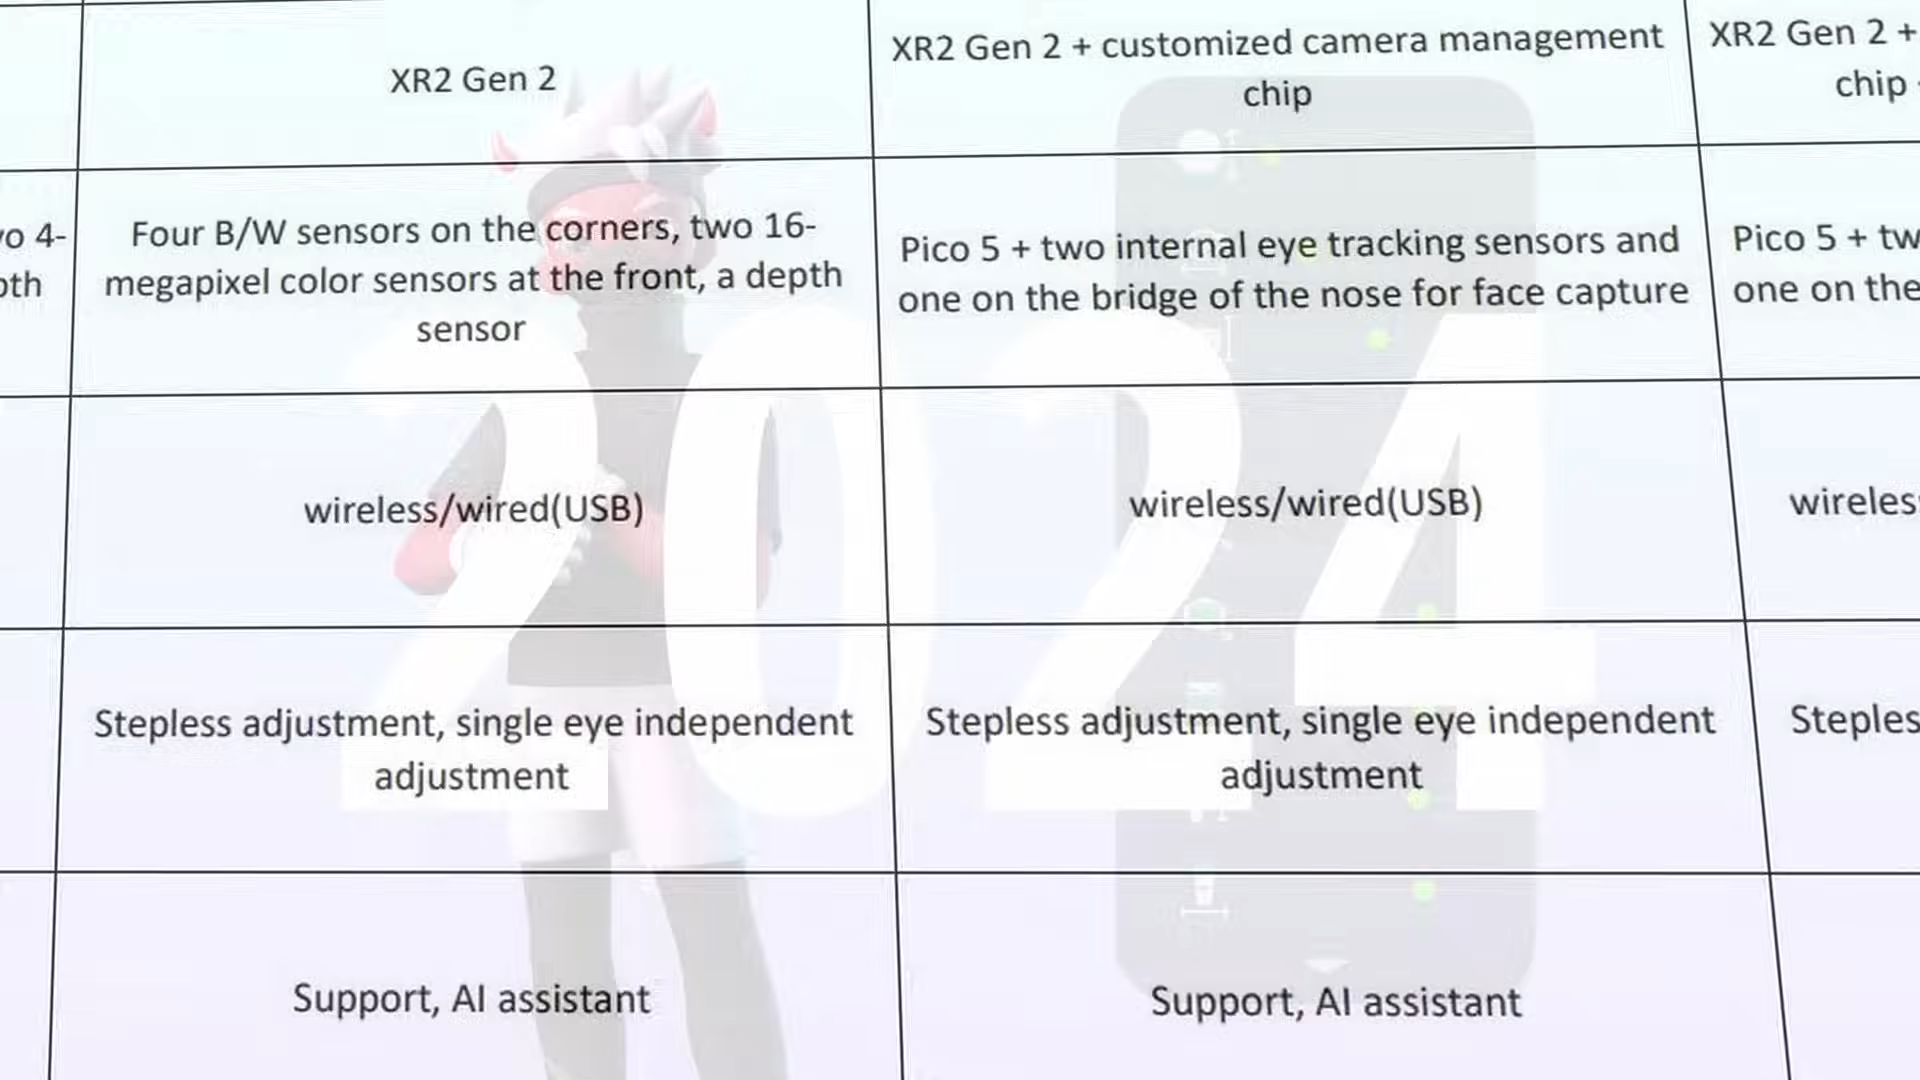 XR2 Gen 2
XR2 Gen 2 + customized camera management
chip
XR2 Gen 2 +
chip
4-
Four B/W sensors on the corners, two 16-
megapixel color sensors at the front, a depth
sensor
Pico 5 + two internal eye tracking sensors and
one on the bridge of the nose for face capture
Pico 5 +
one on the
wireless/wired(USB)
wireless/wired(USB)
Stepless adjustment, single eye independent
adjustment
Stepless adjustment, single eye independent
adjustment
Support, AI assistant
Support, AI assistant
2024